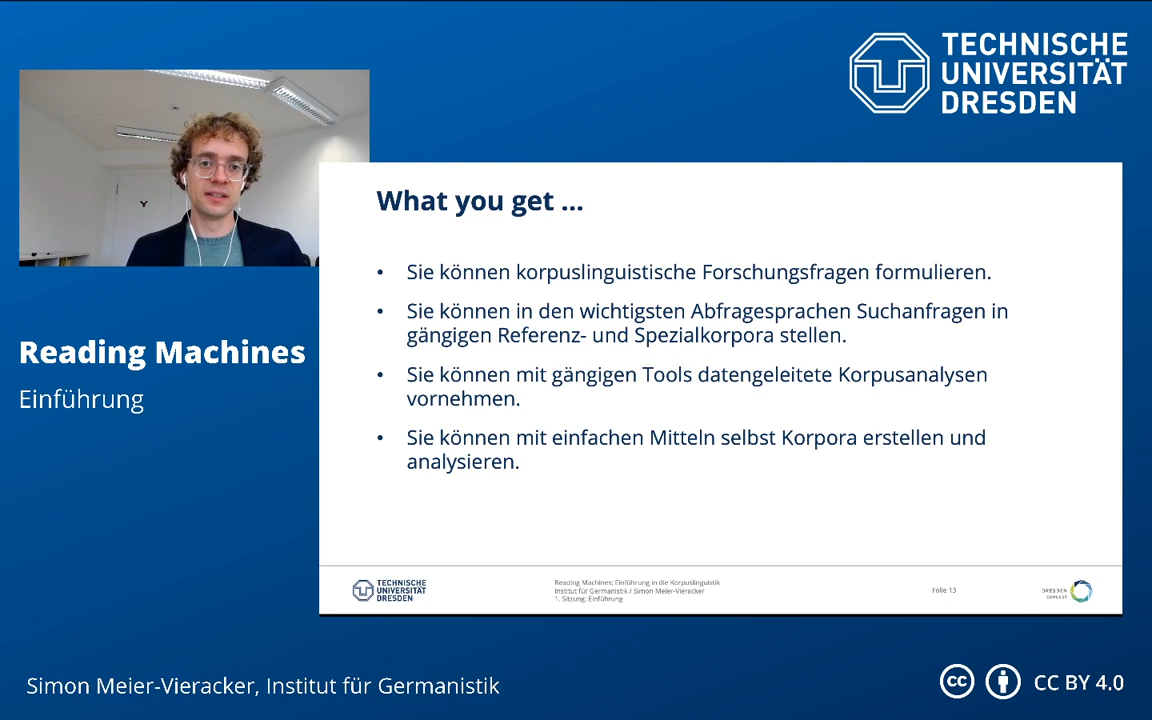 TECHNISCHE
UNIVERSITÄT
DRESDEN
What you get ...
• Sie können korpuslinguistische Forschungsfragen formulieren.
• Sie können in den wichtigsten Abfragesprachen Suchanfragen in
gängigen Referenz- und Spezialkorpora stellen.
• Sie können mit gängigen Tools datengeleitete Korpusanalysen
vornehmen.
• Sie können mit einfachen Mitteln selbst Korpora erstellen und
analysieren.
Reading Machines
Einführung
TECHNISCHE
UNIVERSITÄT
DRESDEN
Reading Machines: Einführung in die Korpuslinguistik
Institut für Germanistik / Simon Meier-Vieracker
1. Sitzung: Einführung
Folie 13
DRESDEN
concept
Simon Meier-Vieracker, Institut für Germanistik
cc
CC BY 4.0